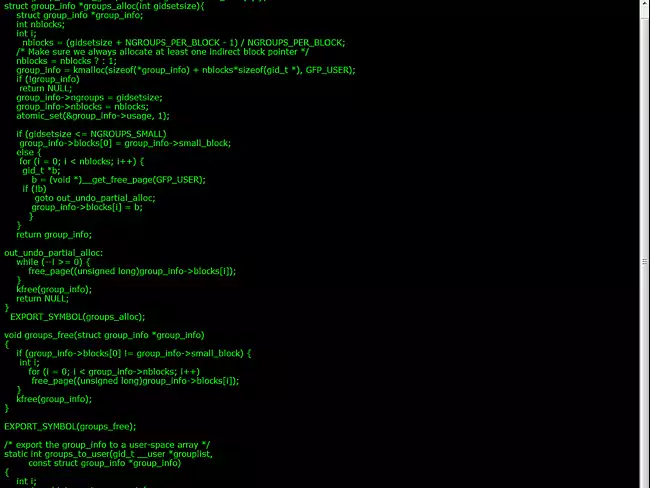 struct group_info *groups_alloc(int gidsetsize){
struct group_info *group_info;
int nblocks;
int i;
nblocks = (gidsetsize + NGROUPS_PER_BLOCK - 1) / NGROUPS_PER_BLOCK;
/* Make sure we always allocate at least one indirect block pointer */
nblocks = nblocks ? : 1;
group_info = kmalloc(sizeof(*group_info) + nblocks*sizeof(gid_t *), GFP_USER);
if (!group_info)
return NULL;
group_info->ngroups = gidsetsize;
group_info->nblocks = nblocks;
atomic_set(&group_info->usage, 1);
if (gidsetsize <= NGROUPS_SMALL)
group_info->blocks[0] = group_info->small_block;
else {
for (i = 0; i < nblocks; i++) {
gid_t *b;
b = (void *)__get_free_page(GFP_USER);
if (!b)
goto out_undo_partial_alloc;
group_info->blocks[i] = b;
}
}
return group_info;
out_undo_partial_alloc:
while (--i >= 0) {
free_page((unsigned long)group_info->blocks[i]);
}
kfree(group_info);
return NULL;
}
EXPORT_SYMBOL(groups_alloc);
void groups_free(struct group_info *group_info)
{
if (group_info->blocks[0] != group_info->small_block) {
int i;
for (i = 0; i < group_info->nblocks; i++)
free_page((unsigned long)group_info->blocks[i]);
}
kfree(group_info);
}
EXPORT_SYMBOL(groups_free);
/* export the group_info to a user-space array */
static int groups_to_user(gid_t __user *grouplist,
const struct group_info *group_info)
{
int i;